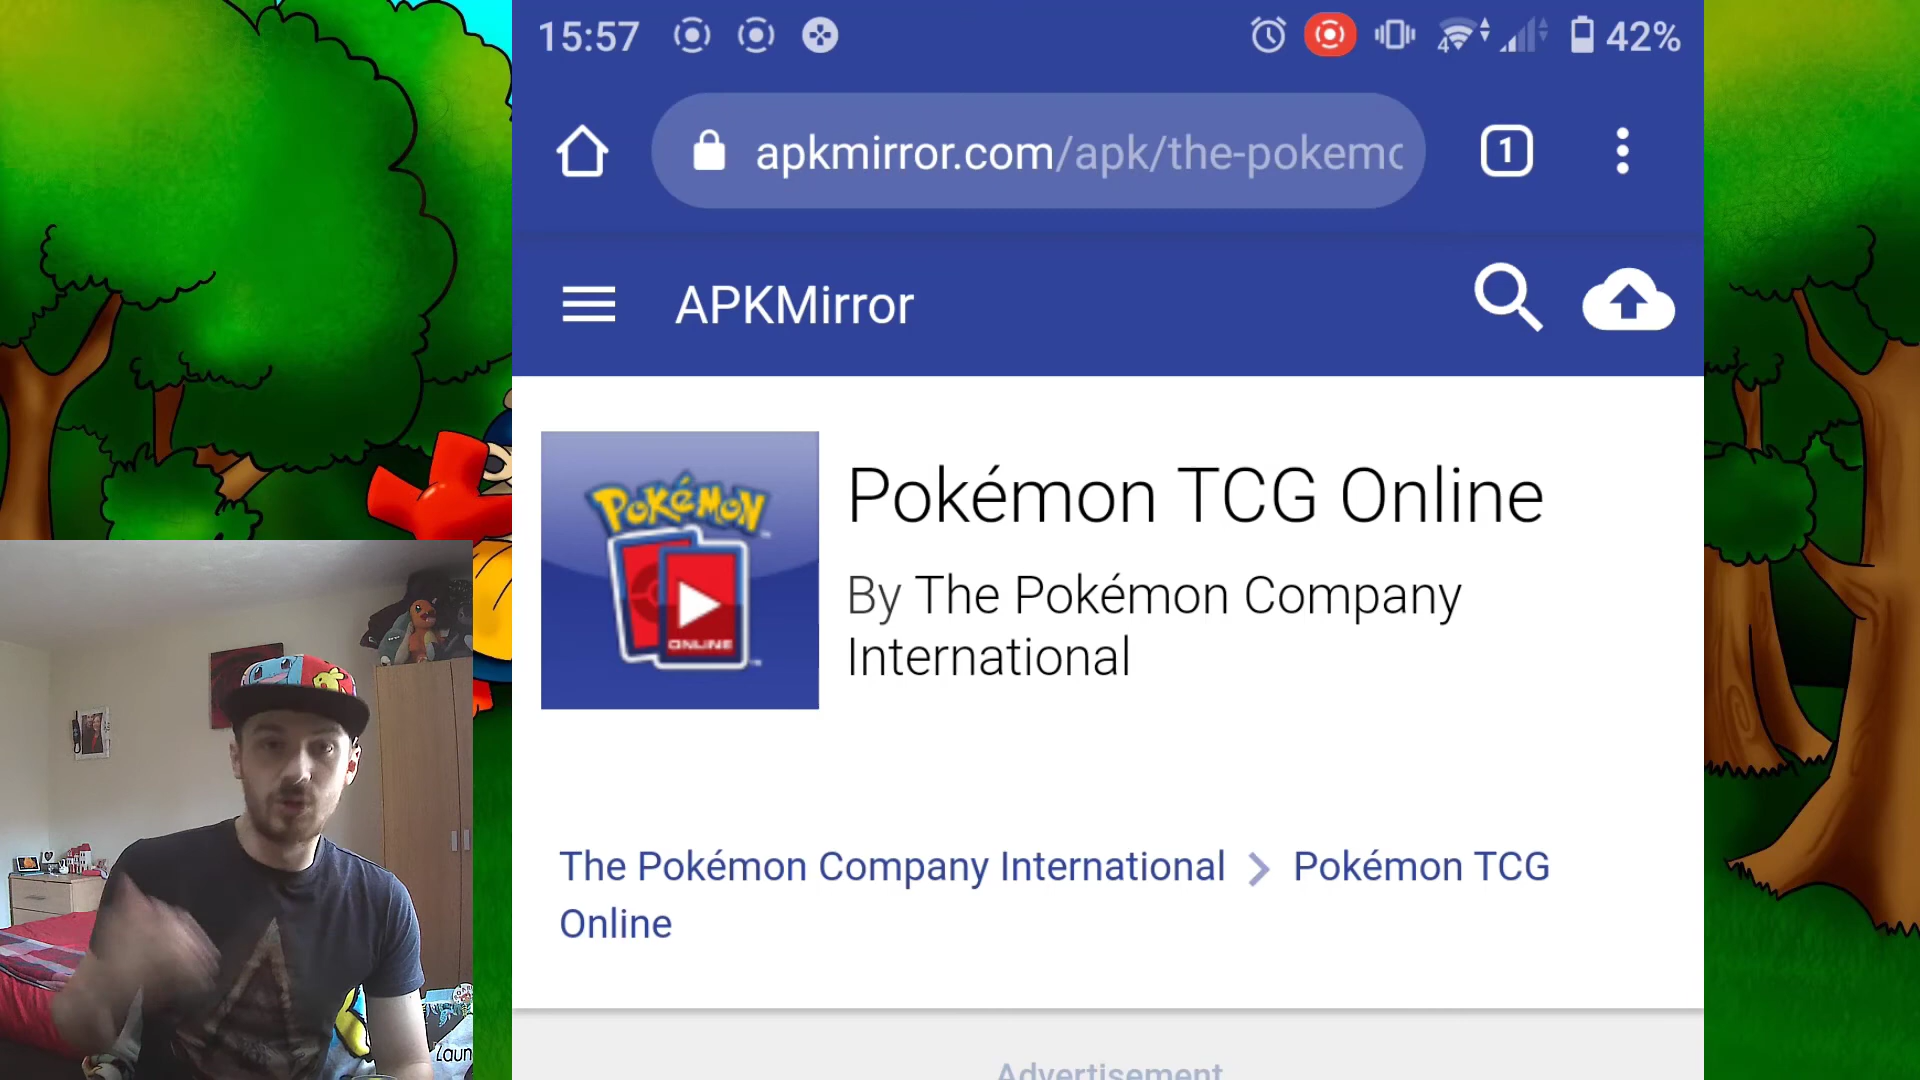 15:57
42%
apkmirror.com/apk/the-pokemo
1
APKMirror
POKéMON
ONLINE
Pokémon TCG Online
By The Pokémon Company
International
The Pokémon Company International > Pokémon TCG
Online
Advertisement